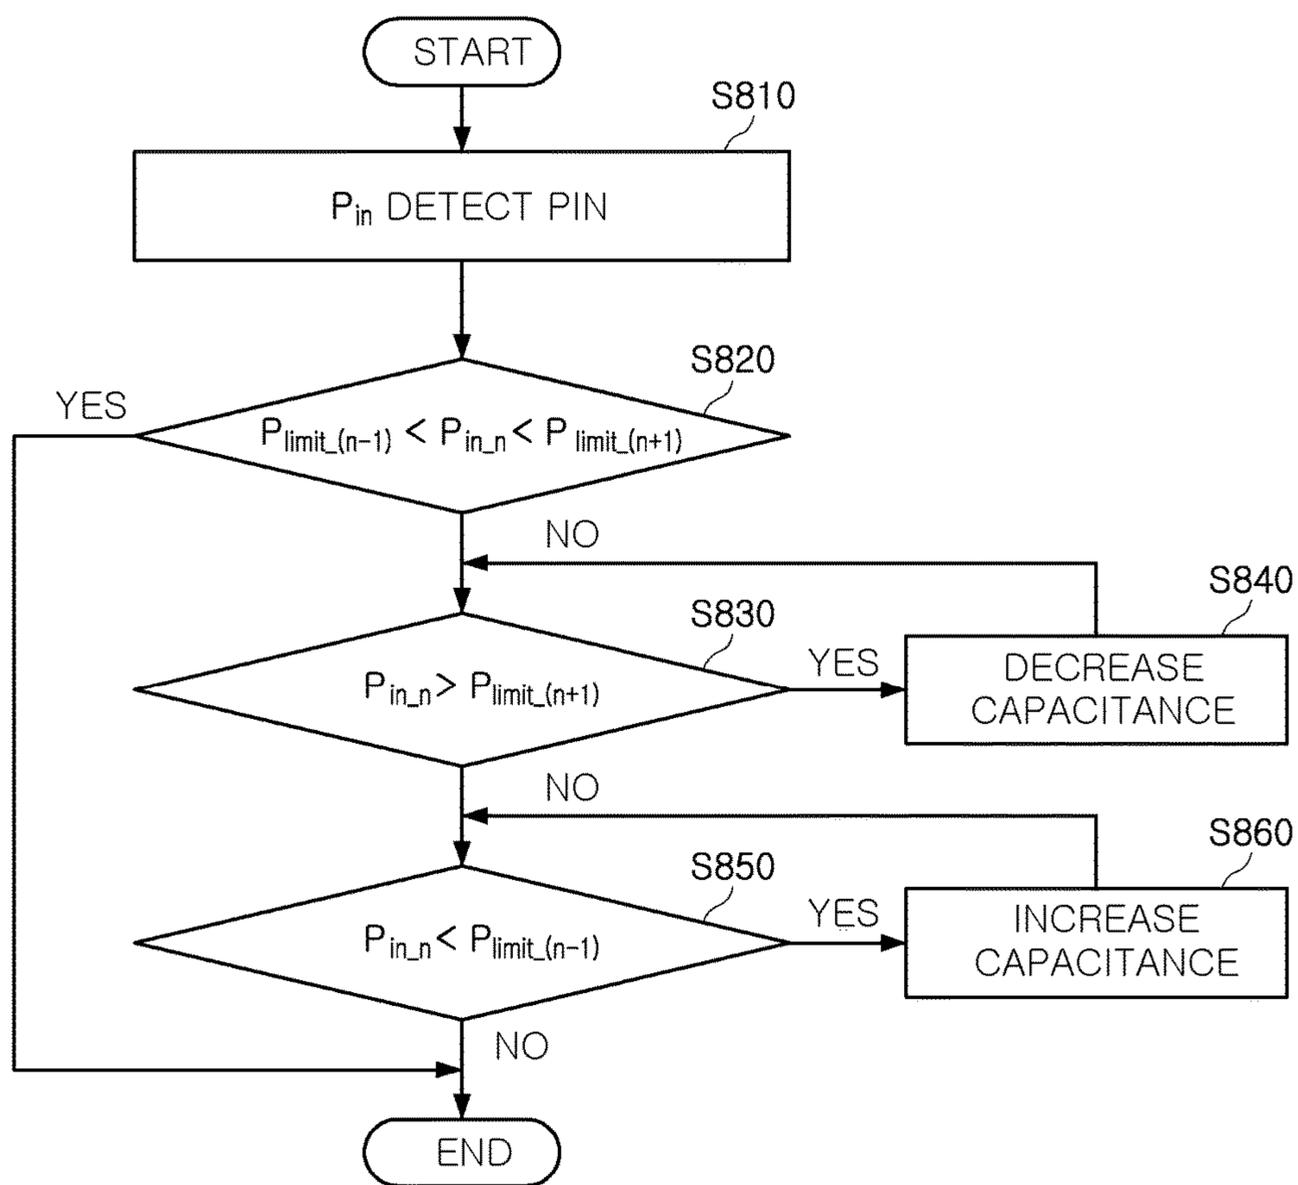 START
S810
Pin DETECT PIN
S820
YES
Plimit_(n-1) < Pin_n < Plimit_(n+1)
NO
S830
S840
Pin_n > Plimit_(n+1)
YES
DECREASE
CAPACITANCE
NO
S850
S860
Pin_n < Plimit_(n-1)
YES
INCREASE
CAPACITANCE
NO
END